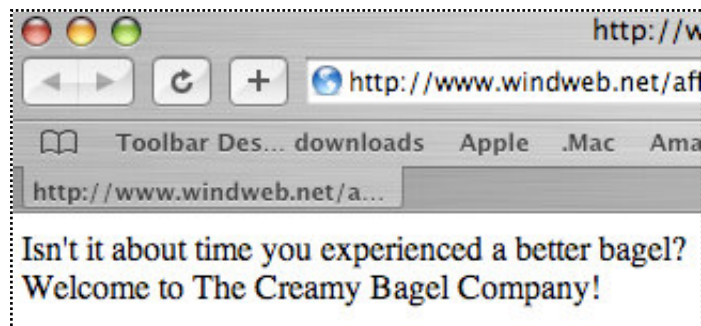 http://w
http://www.windweb.net/aff
Toolbar Des... downloads Apple .Mac Ama
http://www.windweb.net/a...
Isn't it about time you experienced a better bagel?
Welcome to The Creamy Bagel Company!